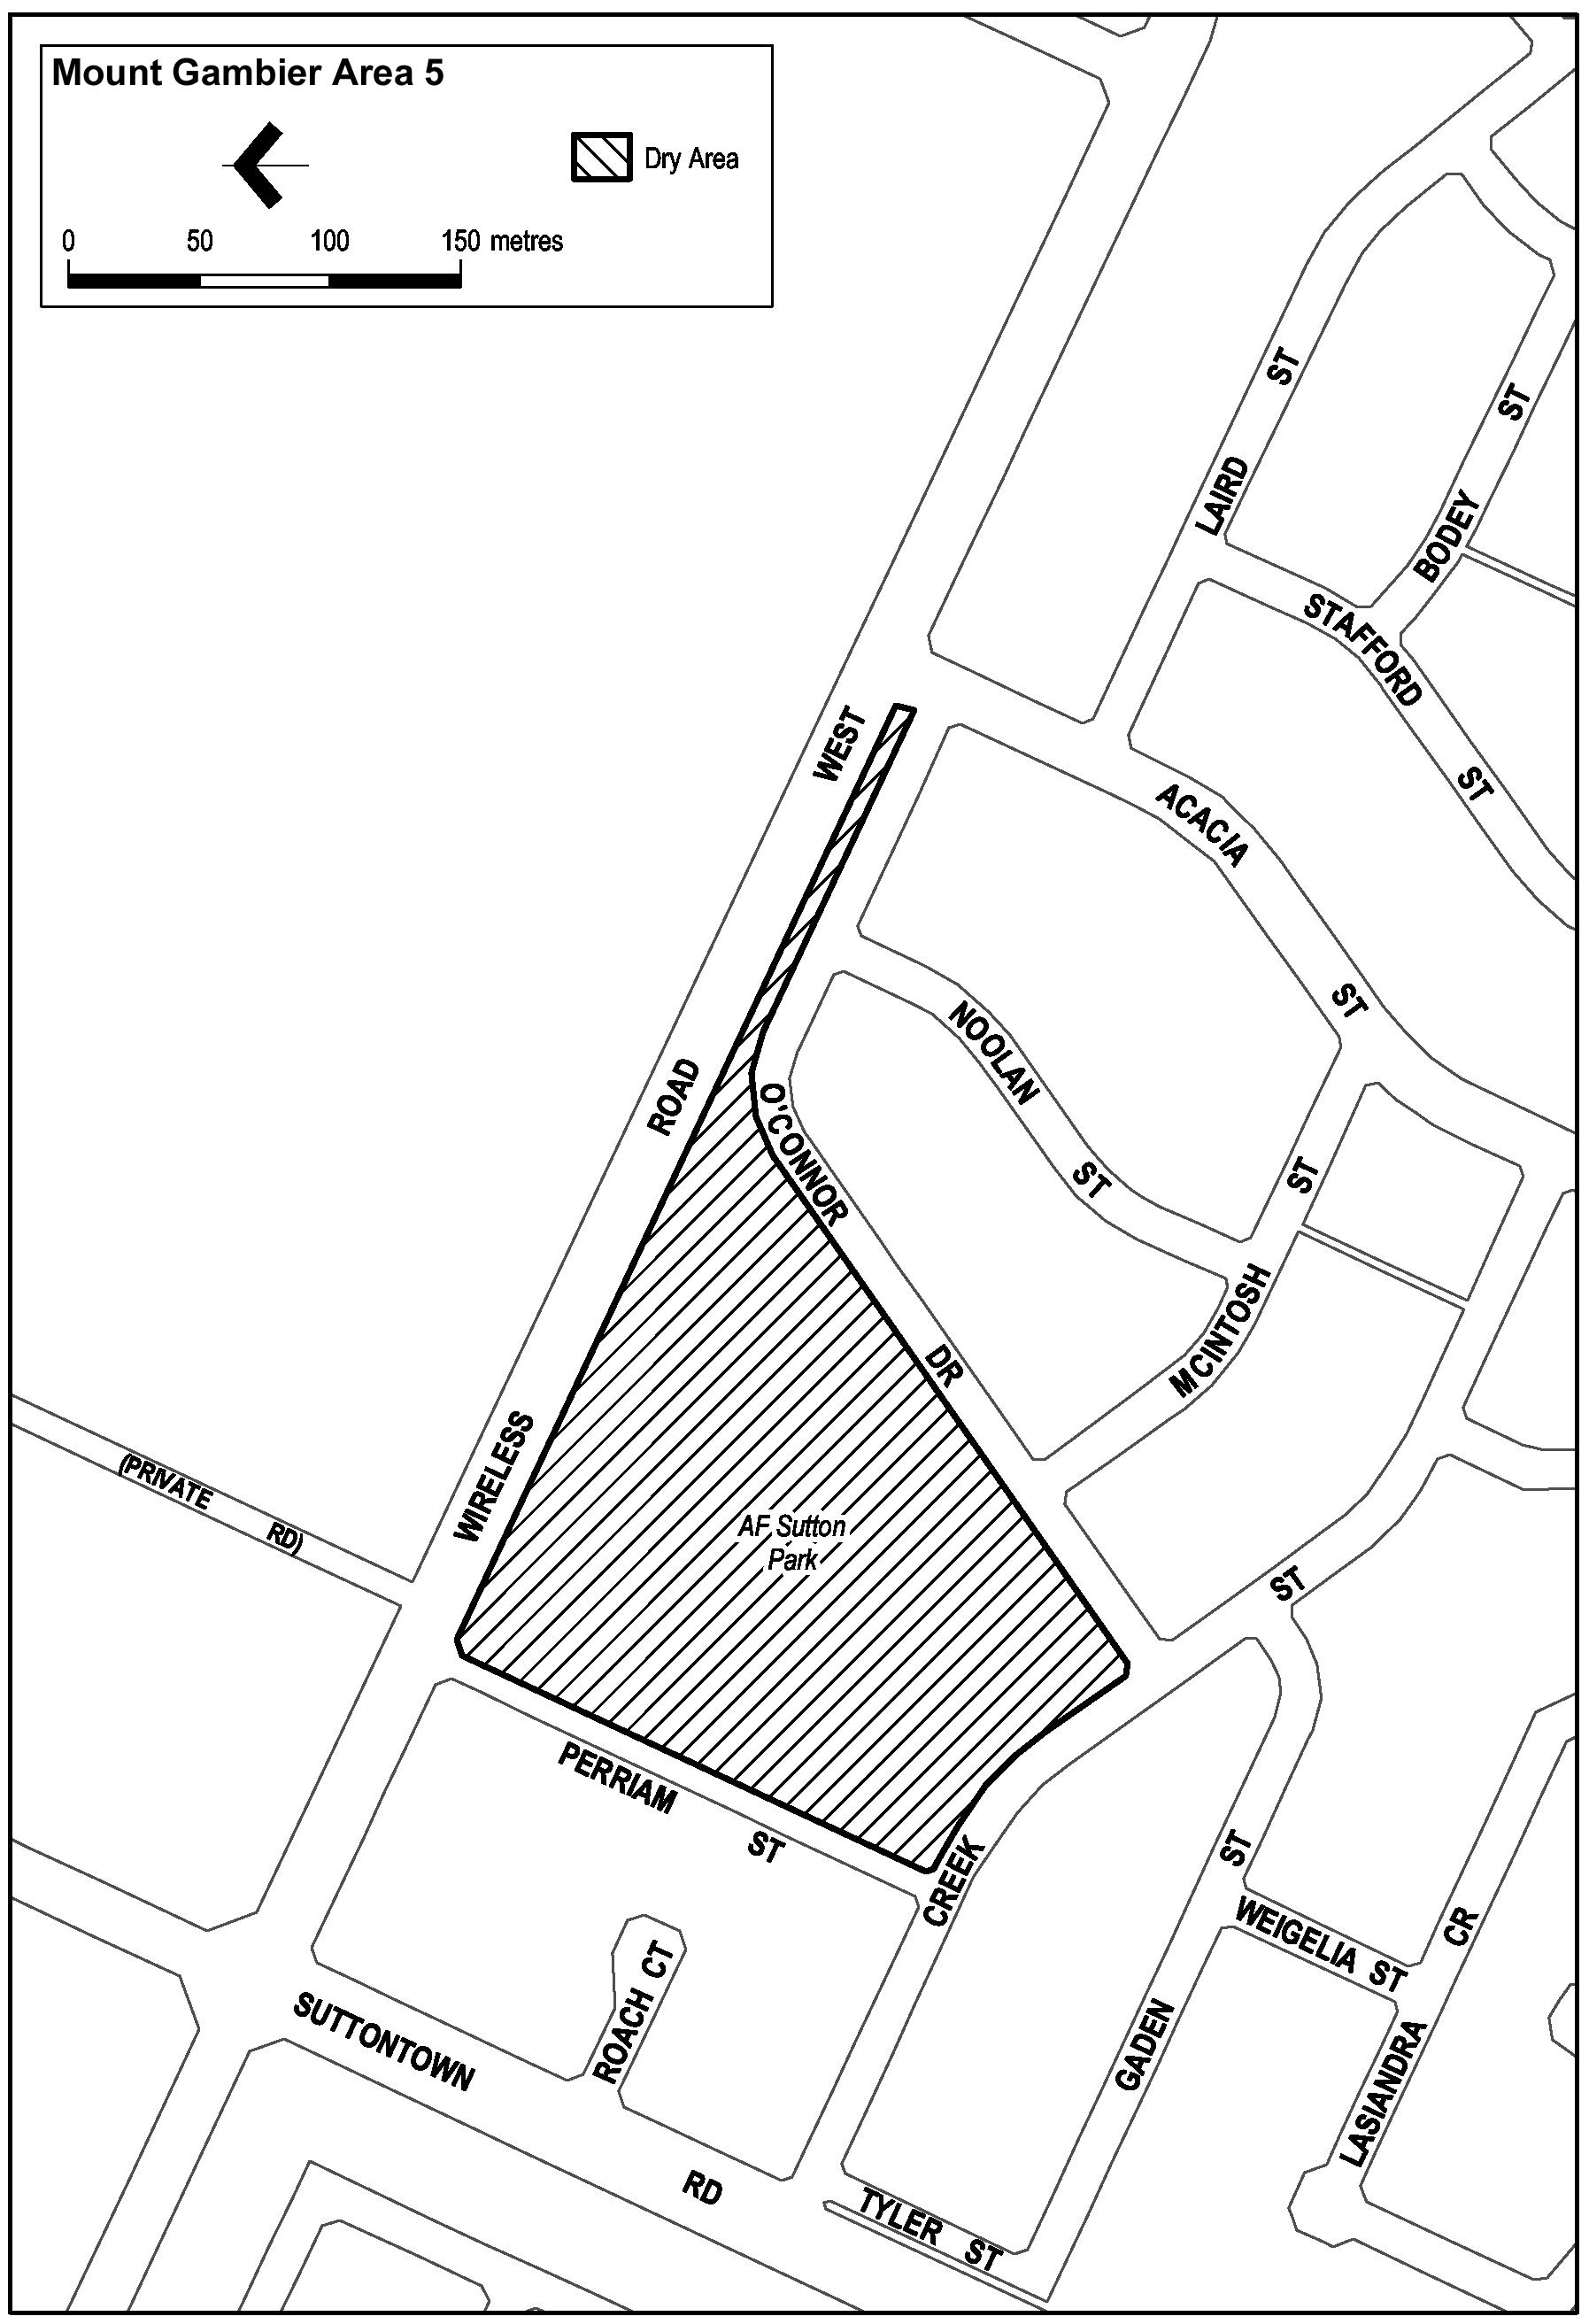 Mount Gambier Area 5
Dry Area
0 50 100 150 metres
LAIRD ST
BODEY ST
STAFFORD ST
WIRELESS ROAD WEST
ACACIA ST
NOOLAN ST
O'CONNOR DR
MCINTOSH ST
(PRIVATE RD)
AF Sutton
Park
CREEK ST
PERRIAM ST
GADEN ST
WEIGELIA ST
LASIANDRA CR
ROACH CT
SUTTONTOWN RD
TYLER ST